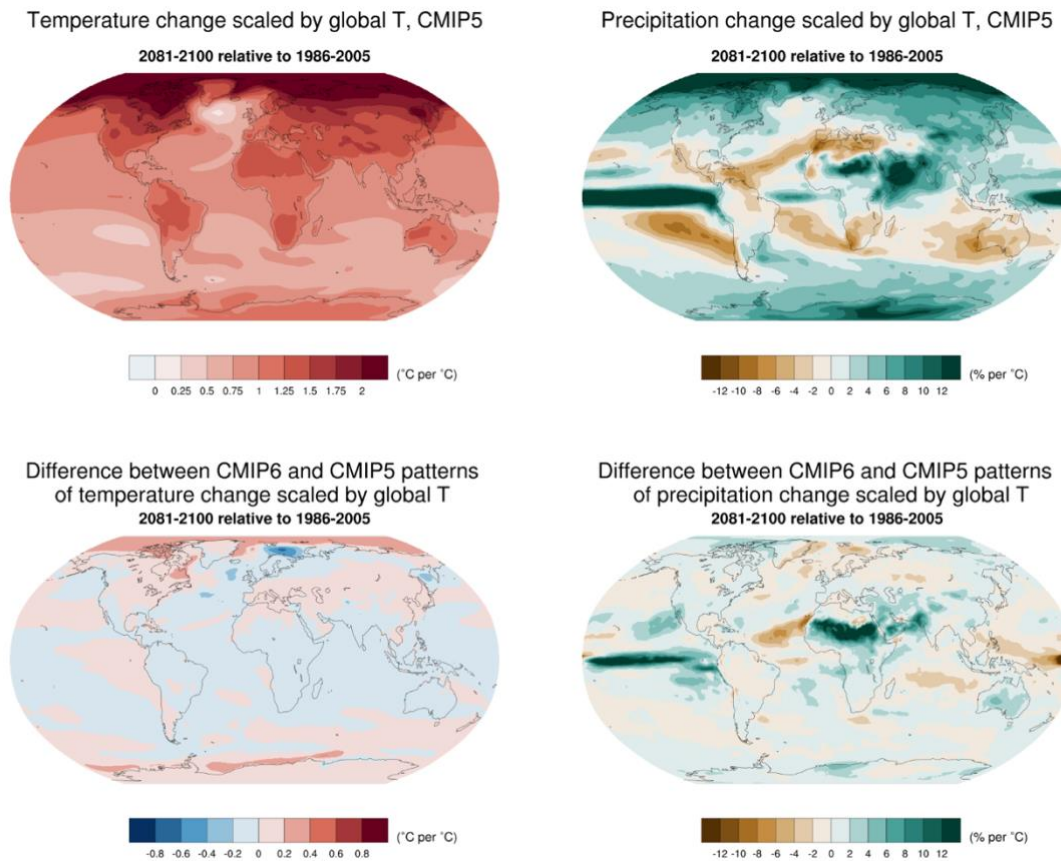 Temperature change scaled by global T, CMIP5
2081-2100 relative to 1986-2005
0 0.25 0.5 0.75 1 1.25 1.5 1.75 2
(˚C per ˚C)
Precipitation change scaled by global T, CMIP5
2081-2100 relative to 1986-2005
-12 -10 -8 -6 -4 -2 0 2 4 6 8 10 12
(% per ˚C)
Difference between CMIP6 and CMIP5 patterns
of temperature change scaled by global T
2081-2100 relative to 1986-2005
-0.8 -0.6 -0.4 -0.2 0 0.2 0.4 0.6 0.8
(˚C per ˚C)
Difference between CMIP6 and CMIP5 patterns
of precipitation change scaled by global T
2081-2100 relative to 1986-2005
-12 -10 -8 -6 -4 -2 0 2 4 6 8 10 12
(% per ˚C)